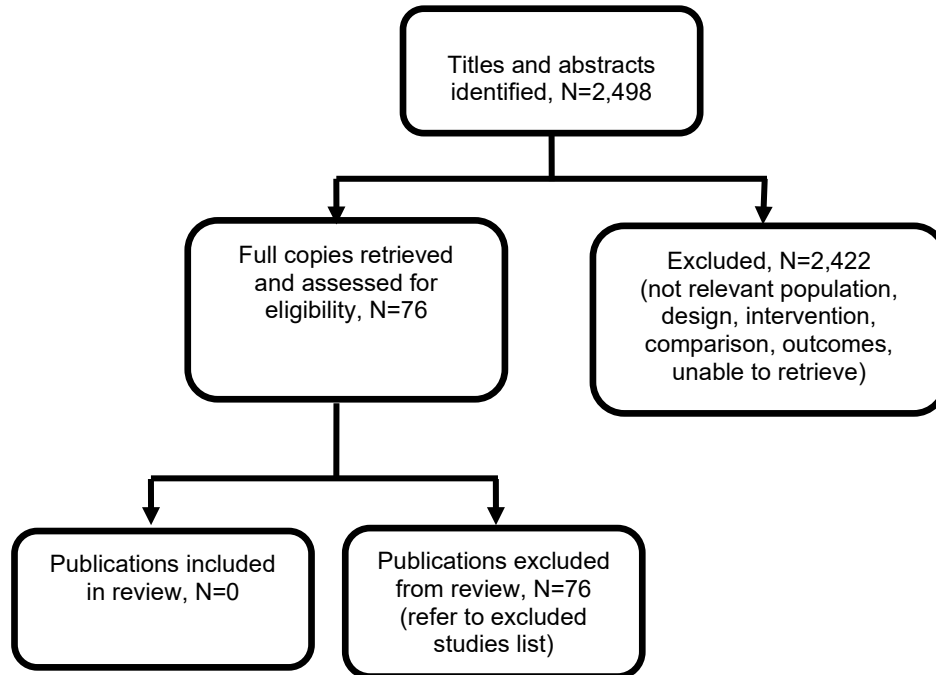 Titles and abstracts
identified, N=2,498
Full copies retrieved
and assessed for
eligibility, N=76
Excluded, N=2,422
(not relevant population,
design, intervention,
comparison, outcomes,
unable to retrieve)
Publications included
in review, N=0
Publications excluded
from review, N=76
(refer to excluded
studies list)